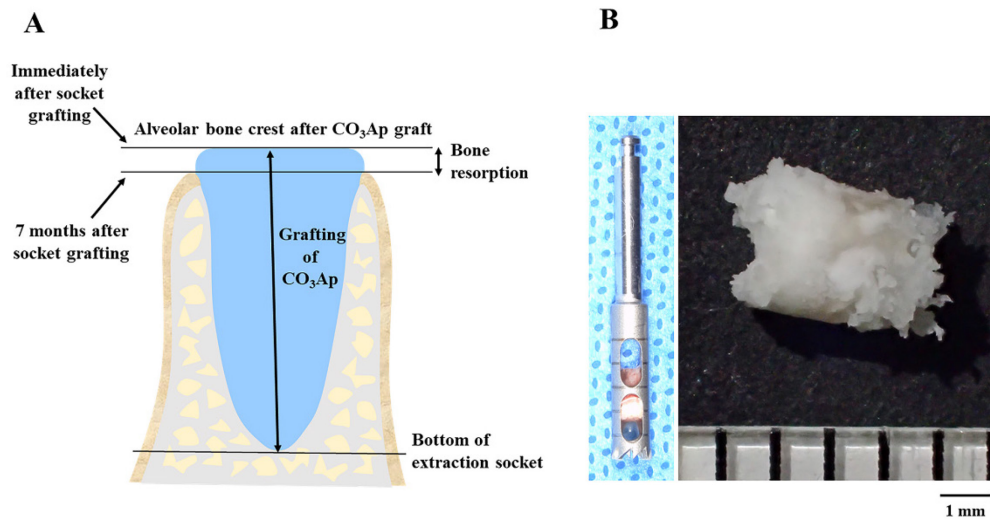 A
Immediately
after socket
grafting
Alveolar bone crest after CO₃Ap graft
Bone
resorption
7 months after
socket grafting
Grafting
of
CO₃Ap
Bottom of
extraction socket
B
1 mm